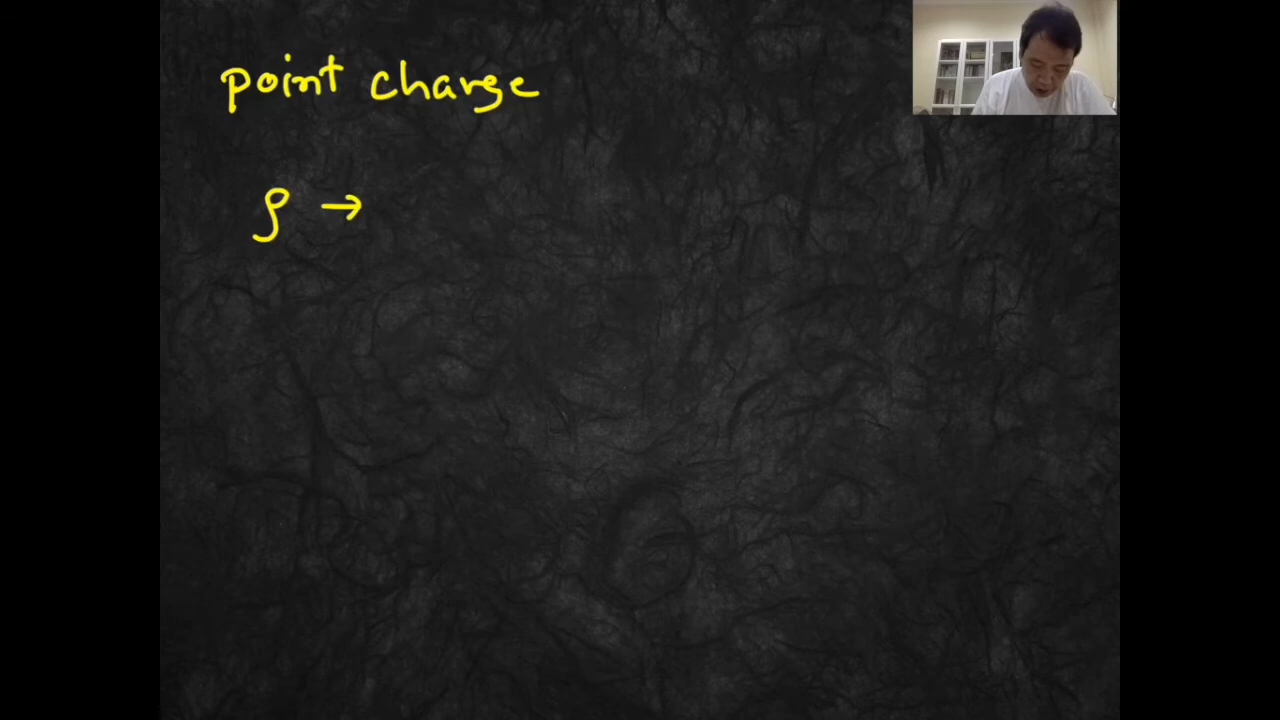 point charge
ρ →